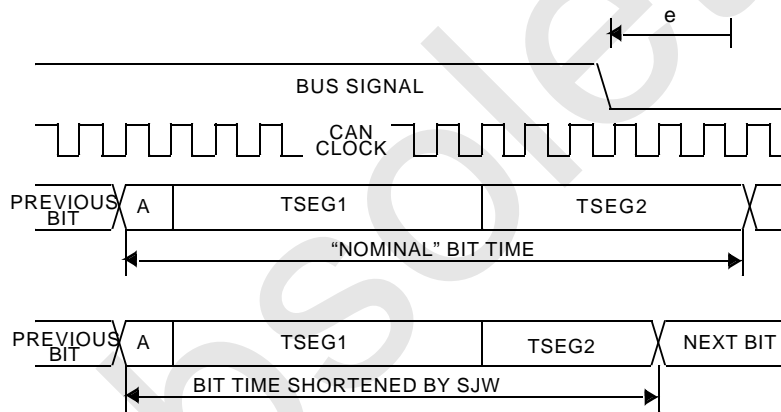 e
BUS SIGNAL
CAN
CLOCK
PREVIOUS
BIT
A
TSEG1
TSEG2
“NOMINAL” BIT TIME
PREVIOUS
BIT
A
TSEG1
TSEG2
NEXT BIT
BIT TIME SHORTENED BY SJW